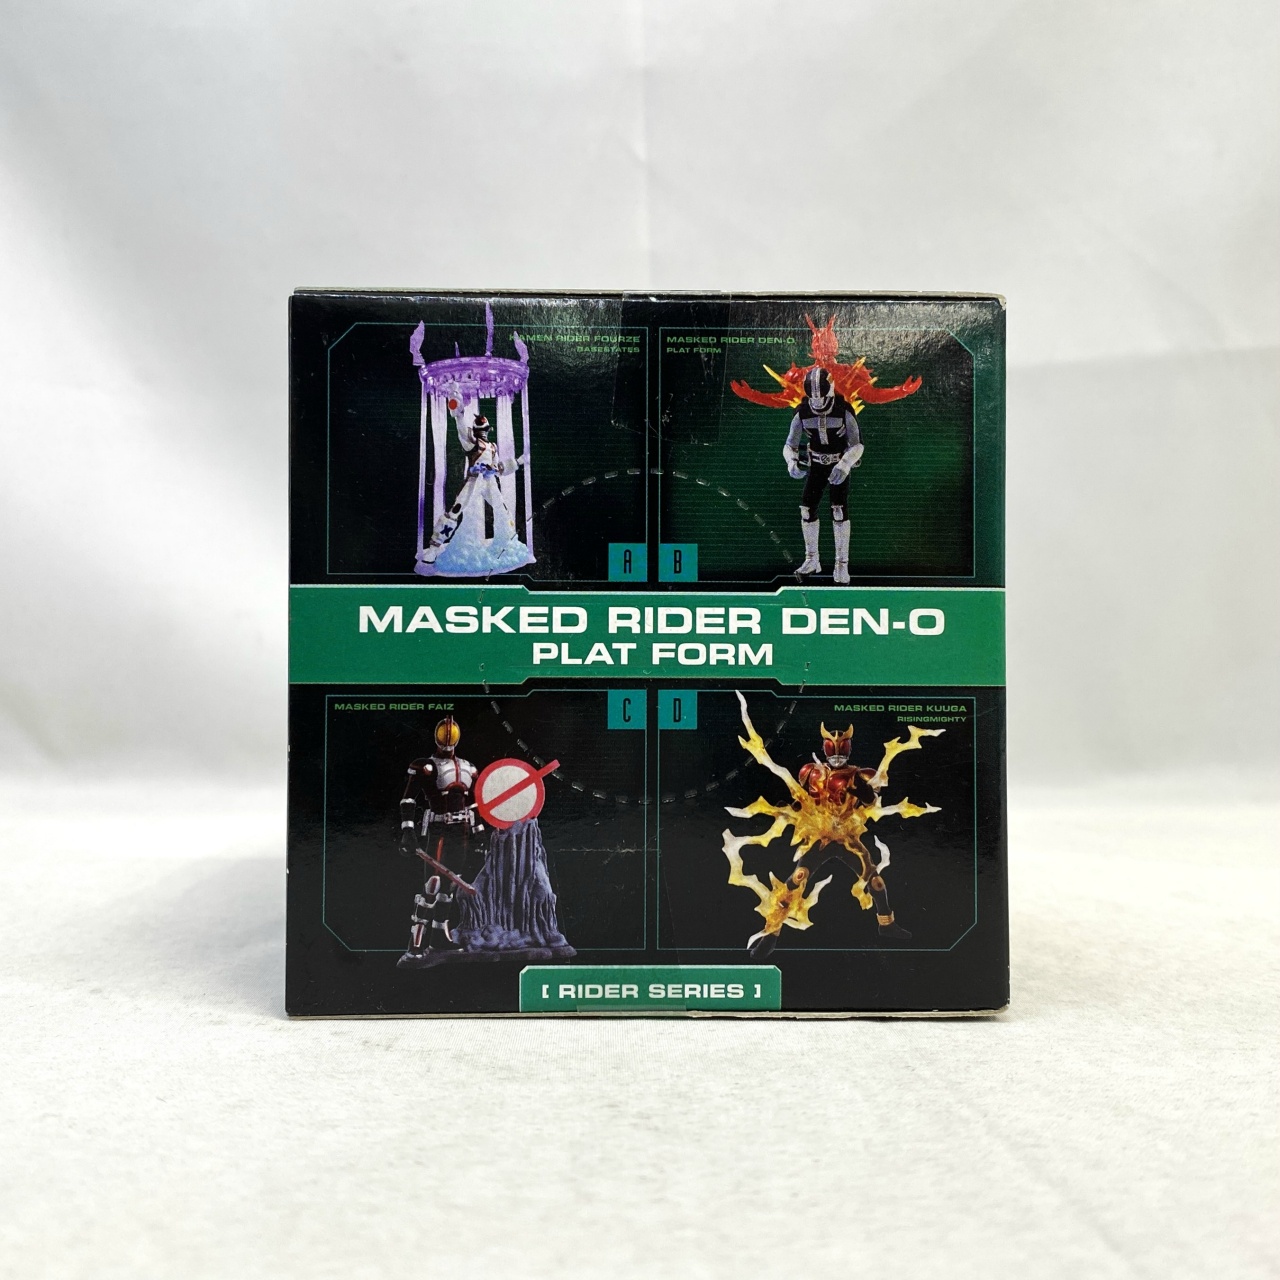 KAMEN RIDER FOURZE
BASESTATES
MASKED RIDER DEN-O
PLAT FORM
A
B
MASKED RIDER DEN-O
PLAT FORM
MASKED RIDER FAIZ
C
D
MASKED RIDER KUUGA
RISINGMIGHTY
[ RIDER SERIES ]